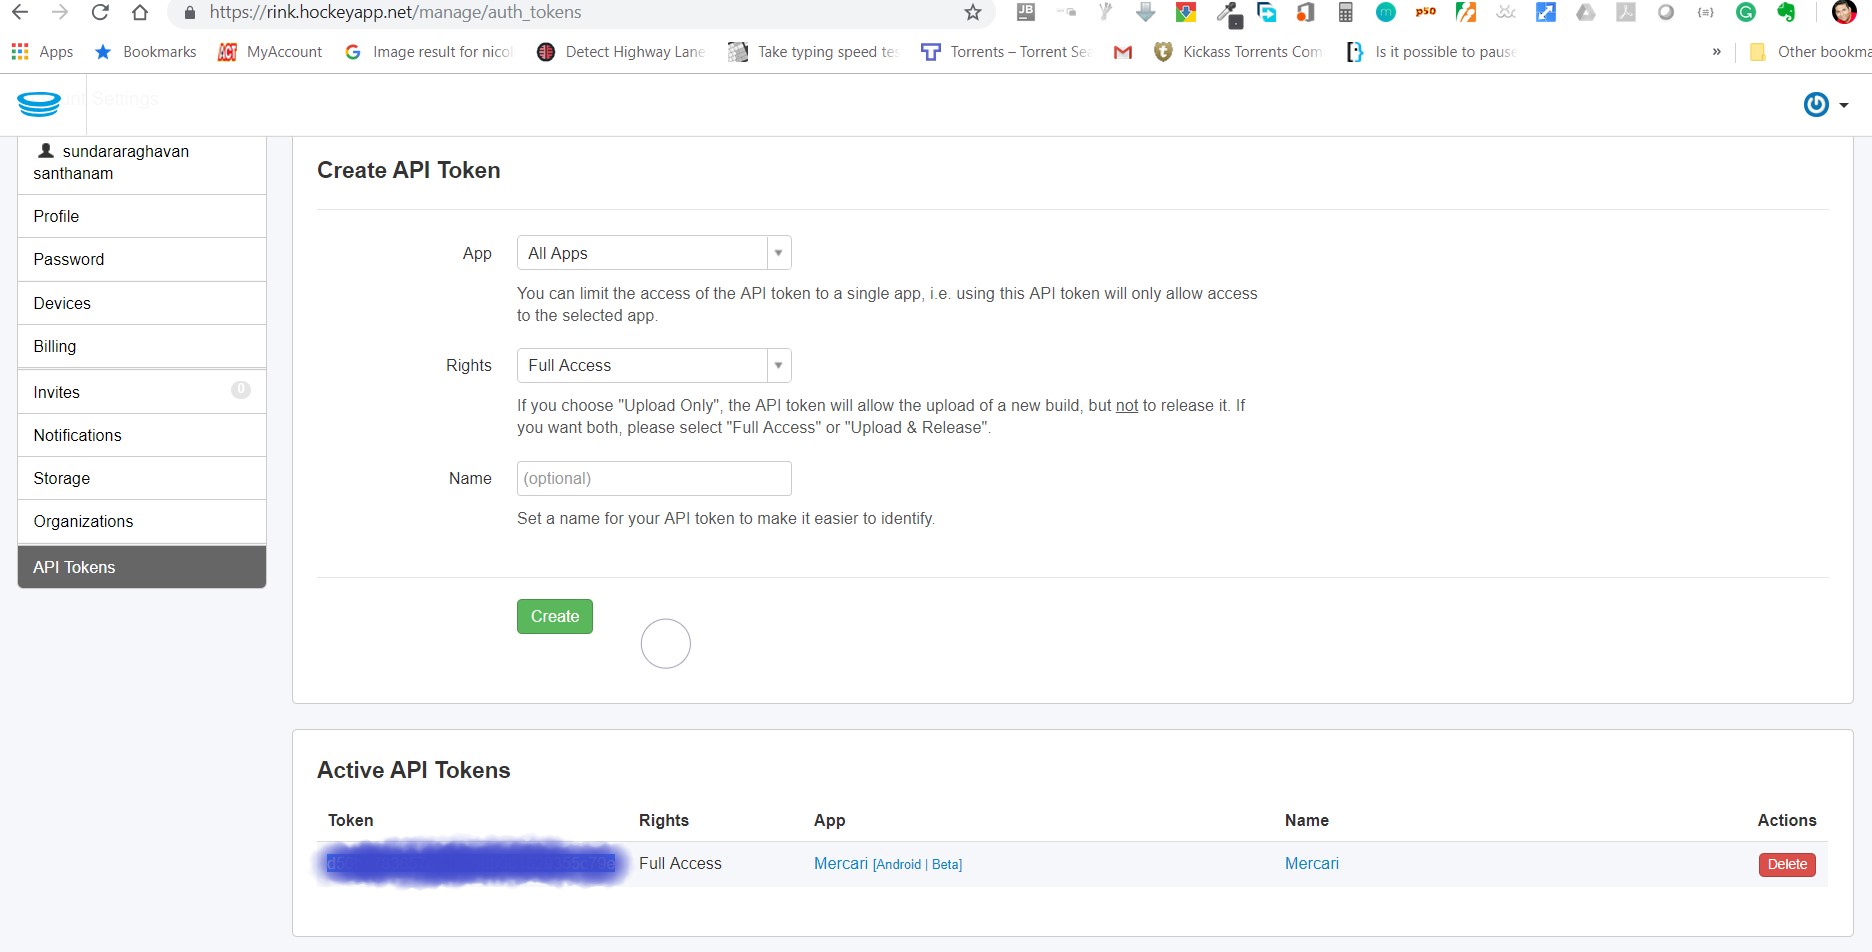 https://rink.hockeyapp.net/manage/auth_tokens
JB p50 m {≡} G
Apps Bookmarks ACT MyAccount Image result for nicol Detect Highway Lane Take typing speed tes Torrents – Torrent Sea Kickass Torrents Com Is it possible to pause » Other bookma
Settings
sundararaghavan
santhanam
Profile
Password
Devices
Billing
Invites 0
Notifications
Storage
Organizations
API Tokens
Create API Token
App All Apps
You can limit the access of the API token to a single app, i.e. using this API token will only allow access
to the selected app.
Rights Full Access
If you choose "Upload Only", the API token will allow the upload of a new build, but not to release it. If
you want both, please select "Full Access" or "Upload & Release".
Name (optional)
Set a name for your API token to make it easier to identify.
Create
Active API Tokens
Token Rights App Name Actions
Full Access Mercari [Android | Beta] Mercari Delete